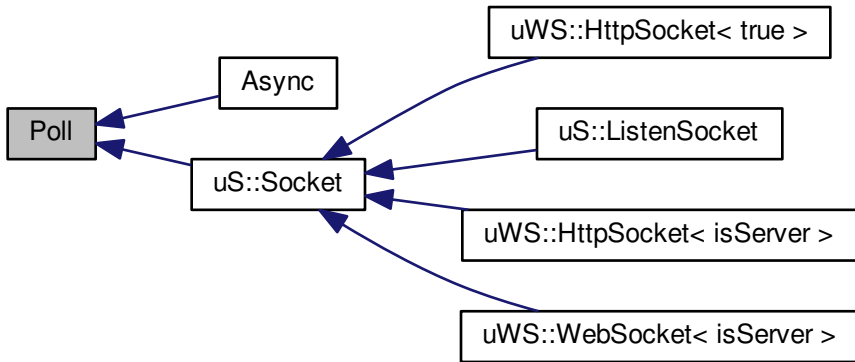 uWS::HttpSocket< true >
Async
Poll
uS::ListenSocket
uS::Socket
uWS::HttpSocket< isServer >
uWS::WebSocket< isServer >